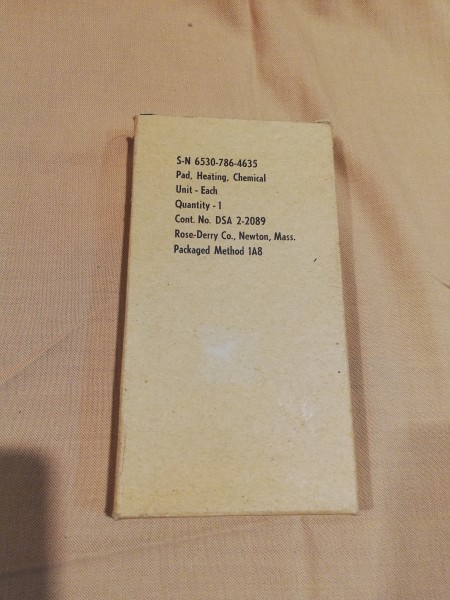 S-N 6530-786-4635
Pad, Heating, Chemical
Unit - Each
Quantity - 1
Cont. No. DSA 2-2089
Rose-Derry Co., Newton, Mass.
Packaged Method 1A8